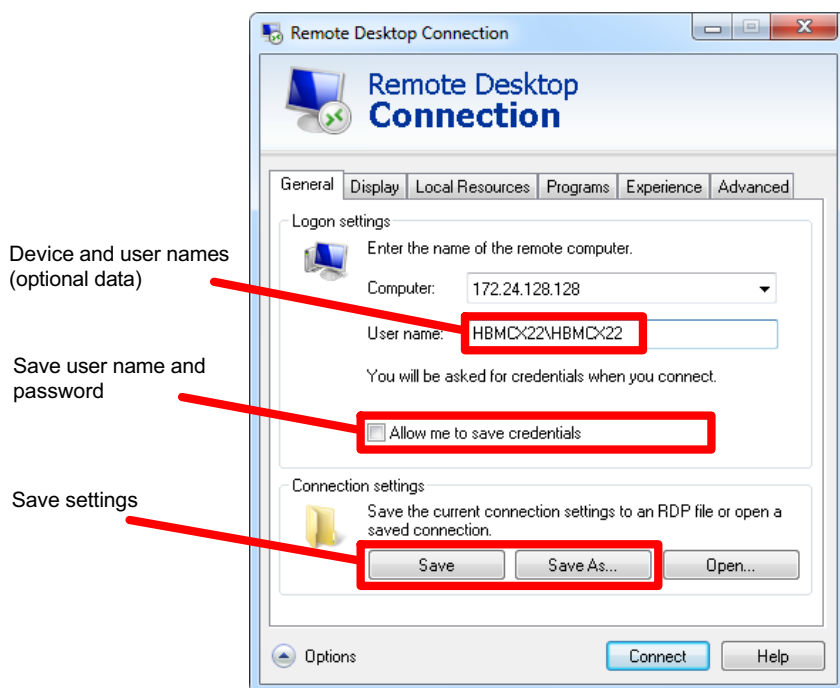 Remote Desktop Connection
Remote Desktop
Connection
General Display Local Resources Programs Experience Advanced
Logon settings
Enter the name of the remote computer.
Device and user names
(optional data)
Computer: 172.24.128.128
User name: HBMCX22\HBMCX22
Save user name and
password
You will be asked for credentials when you connect.
Allow me to save credentials
Save settings
Connection settings
Save the current connection settings to an RDP file or open a
saved connection.
Save Save As... Open...
Options Connect Help